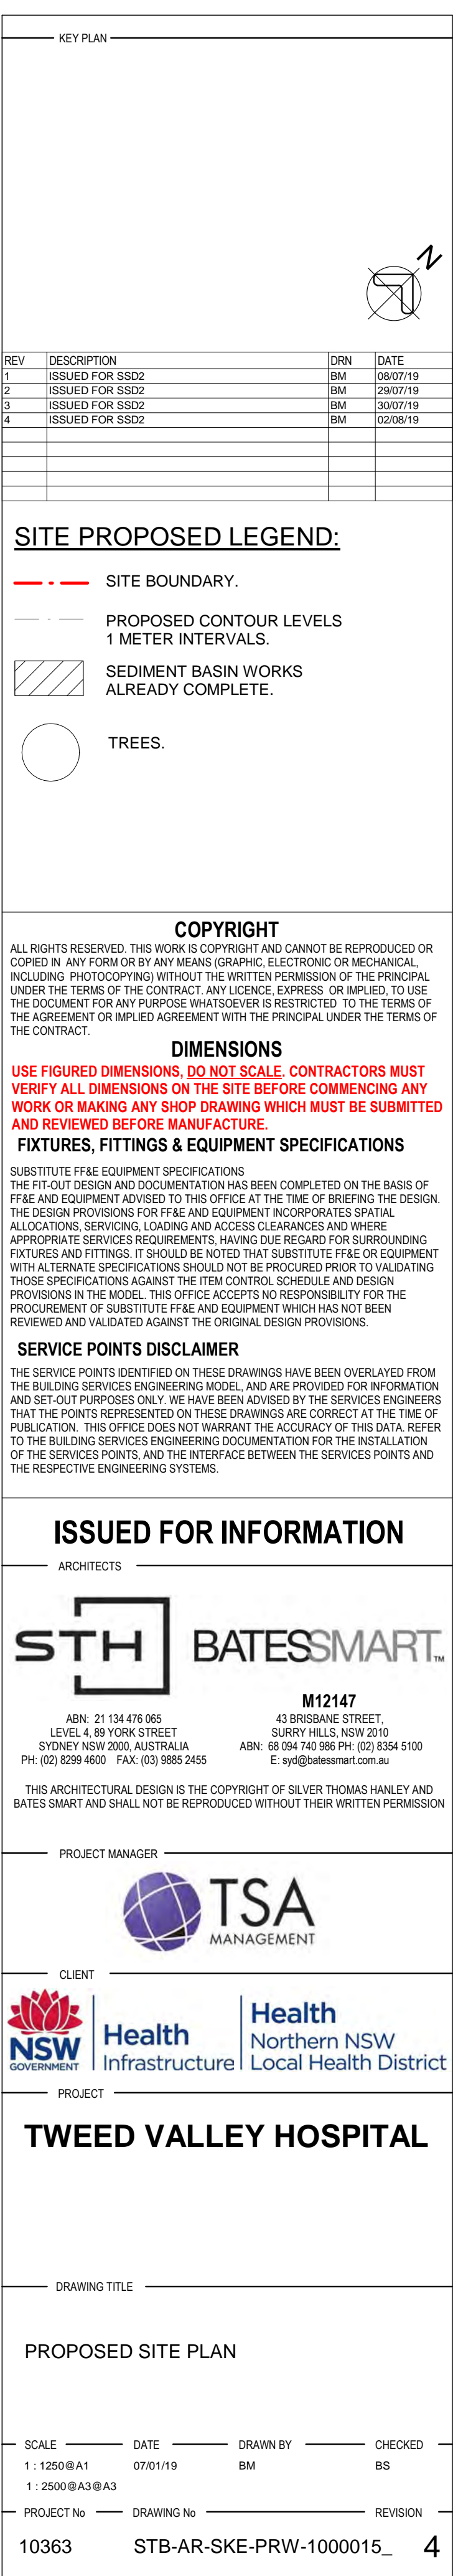 KEY PLAN
N
REV DESCRIPTION DRN DATE
1 ISSUED FOR SSD2 BM 08/07/19
2 ISSUED FOR SSD2 BM 29/07/19
3 ISSUED FOR SSD2 BM 30/07/19
4 ISSUED FOR SSD2 BM 02/08/19
SITE PROPOSED LEGEND:
SITE BOUNDARY.
PROPOSED CONTOUR LEVELS
1 METER INTERVALS.
SEDIMENT BASIN WORKS
ALREADY COMPLETE.
TREES.
COPYRIGHT
ALL RIGHTS RESERVED. THIS WORK IS COPYRIGHT AND CANNOT BE REPRODUCED OR
COPIED IN ANY FORM OR BY ANY MEANS (GRAPHIC, ELECTRONIC OR MECHANICAL,
INCLUDING PHOTOCOPYING) WITHOUT THE WRITTEN PERMISSION OF THE PRINCIPAL
UNDER THE TERMS OF THE CONTRACT. ANY LICENCE, EXPRESS OR IMPLIED, TO USE
THE DOCUMENT FOR ANY PURPOSE WHATSOEVER IS RESTRICTED TO THE TERMS OF
THE AGREEMENT OR IMPLIED AGREEMENT WITH THE PRINCIPAL UNDER THE TERMS OF
THE CONTRACT.
DIMENSIONS
USE FIGURED DIMENSIONS, DO NOT SCALE. CONTRACTORS MUST
VERIFY ALL DIMENSIONS ON THE SITE BEFORE COMMENCING ANY
WORK OR MAKING ANY SHOP DRAWING WHICH MUST BE SUBMITTED
AND REVIEWED BEFORE MANUFACTURE.
FIXTURES, FITTINGS & EQUIPMENT SPECIFICATIONS
SUBSTITUTE FF&E EQUIPMENT SPECIFICATIONS
THE FIT-OUT DESIGN AND DOCUMENTATION HAS BEEN COMPLETED ON THE BASIS OF
FF&E AND EQUIPMENT ADVISED TO THIS OFFICE AT THE TIME OF BRIEFING THE DESIGN.
THE DESIGN PROVISIONS FOR FF&E AND EQUIPMENT INCORPORATES SPATIAL
ALLOCATIONS, SERVICING, LOADING AND ACCESS CLEARANCES AND WHERE
APPROPRIATE SERVICES REQUIREMENTS, HAVING DUE REGARD FOR SURROUNDING
FIXTURES AND FITTINGS. IT SHOULD BE NOTED THAT SUBSTITUTE FF&E OR EQUIPMENT
WITH ALTERNATE SPECIFICATIONS SHOULD NOT BE PROCURED PRIOR TO VALIDATING
THOSE SPECIFICATIONS AGAINST THE ITEM CONTROL SCHEDULE AND DESIGN
PROVISIONS IN THE MODEL. THIS OFFICE ACCEPTS NO RESPONSIBILITY FOR THE
PROCUREMENT OF SUBSTITUTE FF&E AND EQUIPMENT WHICH HAS NOT BEEN
REVIEWED AND VALIDATED AGAINST THE ORIGINAL DESIGN PROVISIONS.
SERVICE POINTS DISCLAIMER
THE SERVICE POINTS IDENTIFIED ON THESE DRAWINGS HAVE BEEN OVERLAYED FROM
THE BUILDING SERVICES ENGINEERING MODEL, AND ARE PROVIDED FOR INFORMATION
AND SET-OUT PURPOSES ONLY. WE HAVE BEEN ADVISED BY THE SERVICES ENGINEERS
THAT THE POINTS REPRESENTED ON THESE DRAWINGS ARE CORRECT AT THE TIME OF
PUBLICATION. THIS OFFICE DOES NOT WARRANT THE ACCURACY OF THIS DATA. REFER
TO THE BUILDING SERVICES ENGINEERING DOCUMENTATION FOR THE INSTALLATION
OF THE SERVICES POINTS, AND THE INTERFACE BETWEEN THE SERVICES POINTS AND
THE RESPECTIVE ENGINEERING SYSTEMS.
ISSUED FOR INFORMATION
ARCHITECTS
STH BATESSMART™
M12147
ABN: 21 134 476 065 43 BRISBANE STREET,
LEVEL 4, 89 YORK STREET SURRY HILLS, NSW 2010
SYDNEY NSW 2000, AUSTRALIA ABN: 68 094 740 986 PH: (02) 8354 5100
PH: (02) 8299 4600 FAX: (03) 9885 2455 E: syd@batessmart.com.au
THIS ARCHITECTURAL DESIGN IS THE COPYRIGHT OF SILVER THOMAS HANLEY AND
BATES SMART AND SHALL NOT BE REPRODUCED WITHOUT THEIR WRITTEN PERMISSION
PROJECT MANAGER
TSA
MANAGEMENT
CLIENT
NSW
GOVERNMENT
Health
Infrastructure
Health
Northern NSW
Local Health District
PROJECT
TWEED VALLEY HOSPITAL
DRAWING TITLE
PROPOSED SITE PLAN
SCALE DATE DRAWN BY CHECKED
1 : 1250@A1 07/01/19 BM BS
1 : 2500@A3@A3
PROJECT No DRAWING No REVISION
10363 STB-AR-SKE-PRW-1000015_ 4